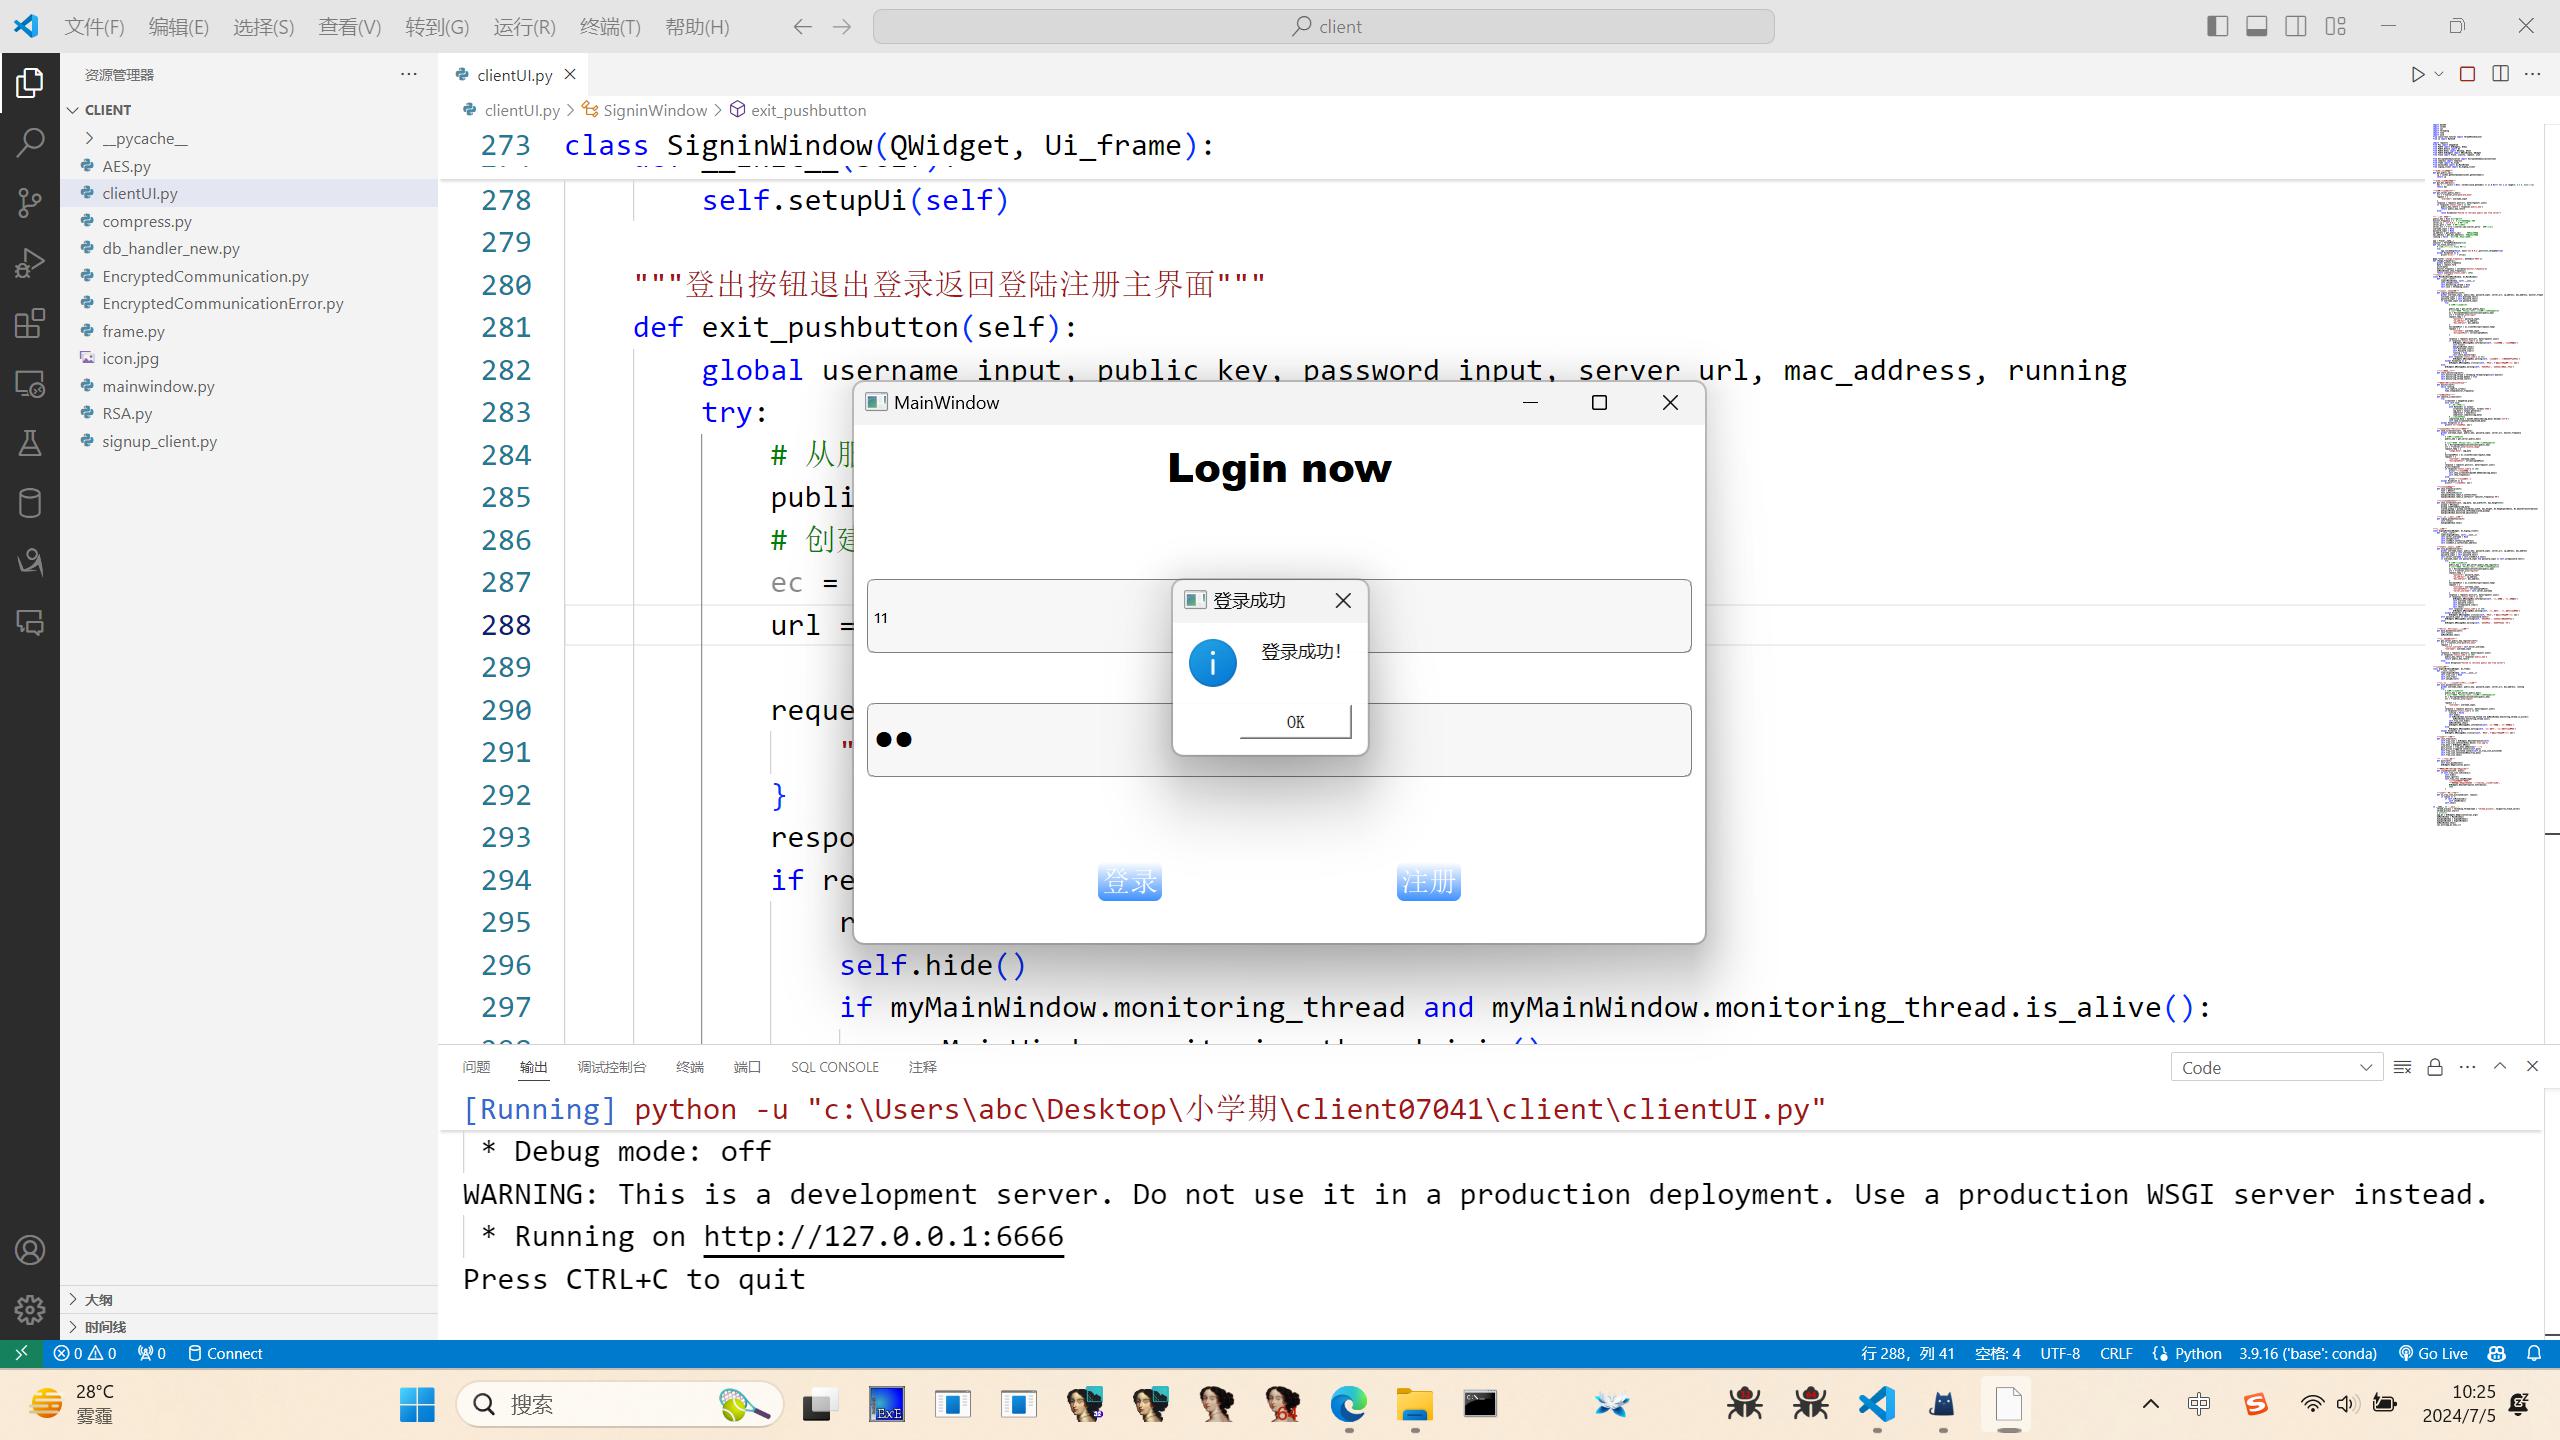 文件(F) 编辑(E) 选择(S) 查看(V) 转到(G) 运行(R) 终端(T) 帮助(H)
client
资源管理器
CLIENT
__pycache__
AES.py
clientUI.py
compress.py
db_handler_new.py
EncryptedCommunication.py
EncryptedCommunicationError.py
frame.py
icon.jpg
mainwindow.py
RSA.py
signup_client.py
大纲
时间线
clientUI.py
clientUI.py > SigninWindow > exit_pushbutton
273 class SigninWindow(QWidget, Ui_frame):
278 self.setupUi(self)
279
280 """登出按钮退出登录返回登陆注册主界面"""
281 def exit_pushbutton(self):
282 global username_input, public_key, password_input, server_url, mac_address, running
283 try:
284 # 从服
285 publi
286 # 创建
287 ec =
288 url =
289
290 reque
291 "
292 }
293 respo
294 if re
295 r
296 self.hide()
297 if myMainWindow.monitoring_thread and myMainWindow.monitoring_thread.is_alive():
MainWindow
Login now
11
登录
注册
登录成功
登录成功!
OK
问题 输出 调试控制台 终端 端口 SQL CONSOLE 注释
Code
[Running] python -u "c:\Users\abc\Desktop\小学期\client07041\client\clientUI.py"
* Debug mode: off
WARNING: This is a development server. Do not use it in a production deployment. Use a production WSGI server instead.
* Running on http://127.0.0.1:6666
Press CTRL+C to quit
0 0 0 Connect
行 288，列 41 空格: 4 UTF-8 CRLF Python 3.9.16 ('base': conda) Go Live
28°C
雾霾
搜索
ExE
64
中
10:25
2024/7/5